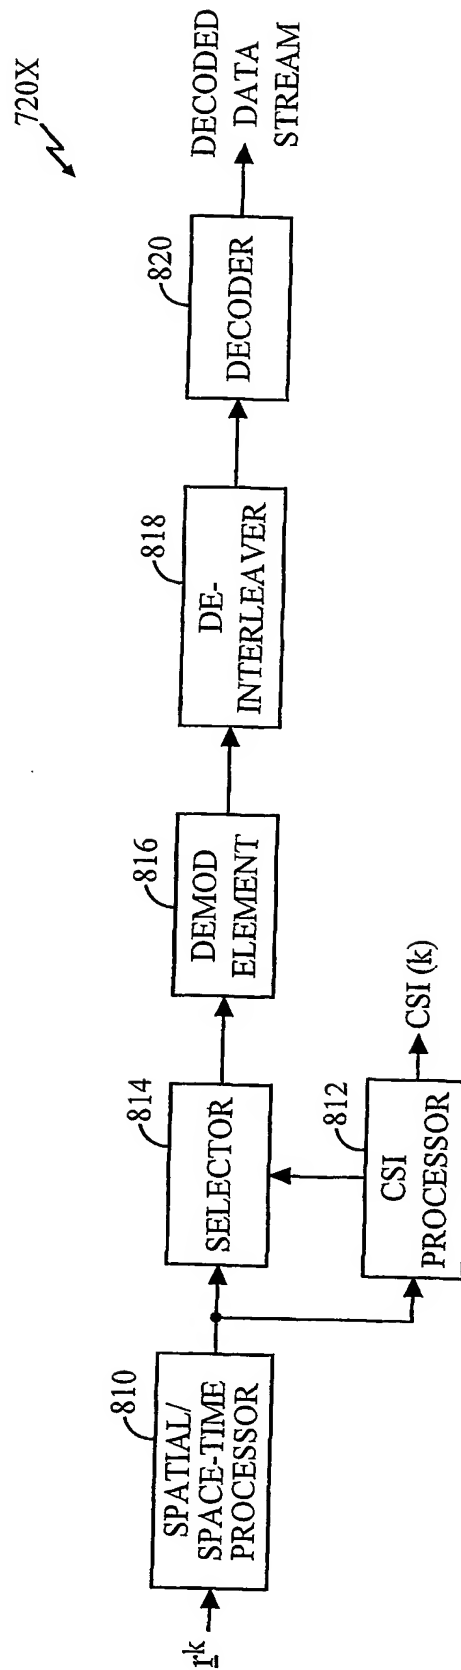 720X
r^k
810
SPATIAL/
SPACE-TIME
PROCESSOR
814
SELECTOR
812
CSI
PROCESSOR
CSI (k)
816
DEMOD
ELEMENT
818
DE-
INTERLEAVER
820
DECODER
DECODED
DATA
STREAM